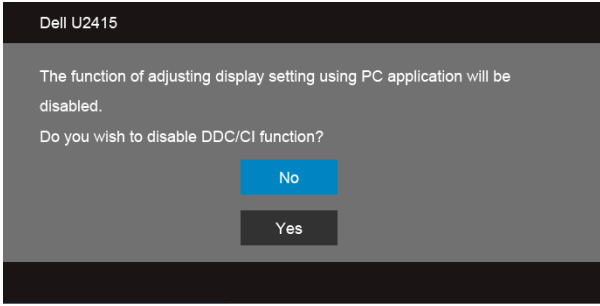 Dell U2415
The function of adjusting display setting using PC application will be
disabled.
Do you wish to disable DDC/CI function?
No
Yes